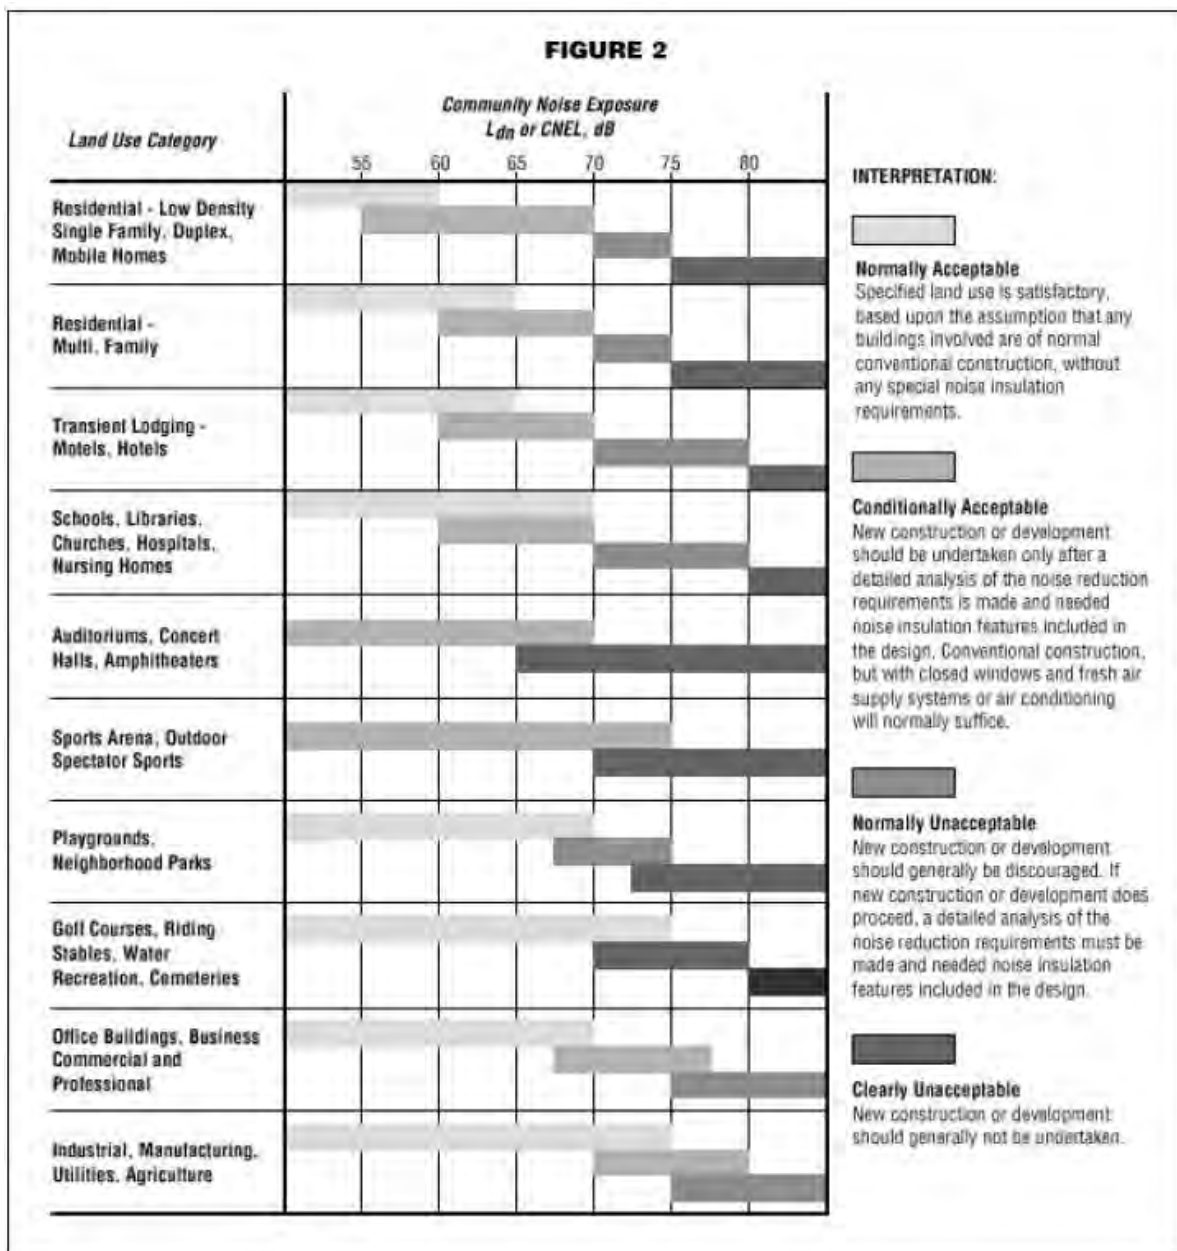 FIGURE 2
Land Use Category
Community Noise Exposure
Ldn or CNEL, dB
55 60 65 70 75 80
Residential - Low Density
Single Family, Duplex,
Mobile Homes
Residential -
Multi. Family
Transient Lodging -
Motels, Hotels
Schools, Libraries,
Churches, Hospitals,
Nursing Homes
Auditoriums, Concert
Halls, Amphitheaters
Sports Arena, Outdoor
Spectator Sports
Playgrounds,
Neighborhood Parks
Golf Courses, Riding
Stables, Water
Recreation, Cemeteries
Office Buildings, Business
Commercial and
Professional
Industrial, Manufacturing,
Utilities, Agriculture
INTERPRETATION:
Normally Acceptable
Specified land use is satisfactory,
based upon the assumption that any
buildings involved are of normal
conventional construction, without
any special noise insulation
requirements.
Conditionally Acceptable
New construction or development
should be undertaken only after a
detailed analysis of the noise reduction
requirements is made and needed
noise insulation features included in
the design. Conventional construction,
but with closed windows and fresh air
supply systems or air conditioning
will normally suffice.
Normally Unacceptable
New construction or development
should generally be discouraged. If
new construction or development does
proceed, a detailed analysis of the
noise reduction requirements must be
made and needed noise insulation
features included in the design.
Clearly Unacceptable
New construction or development
should generally not be undertaken.